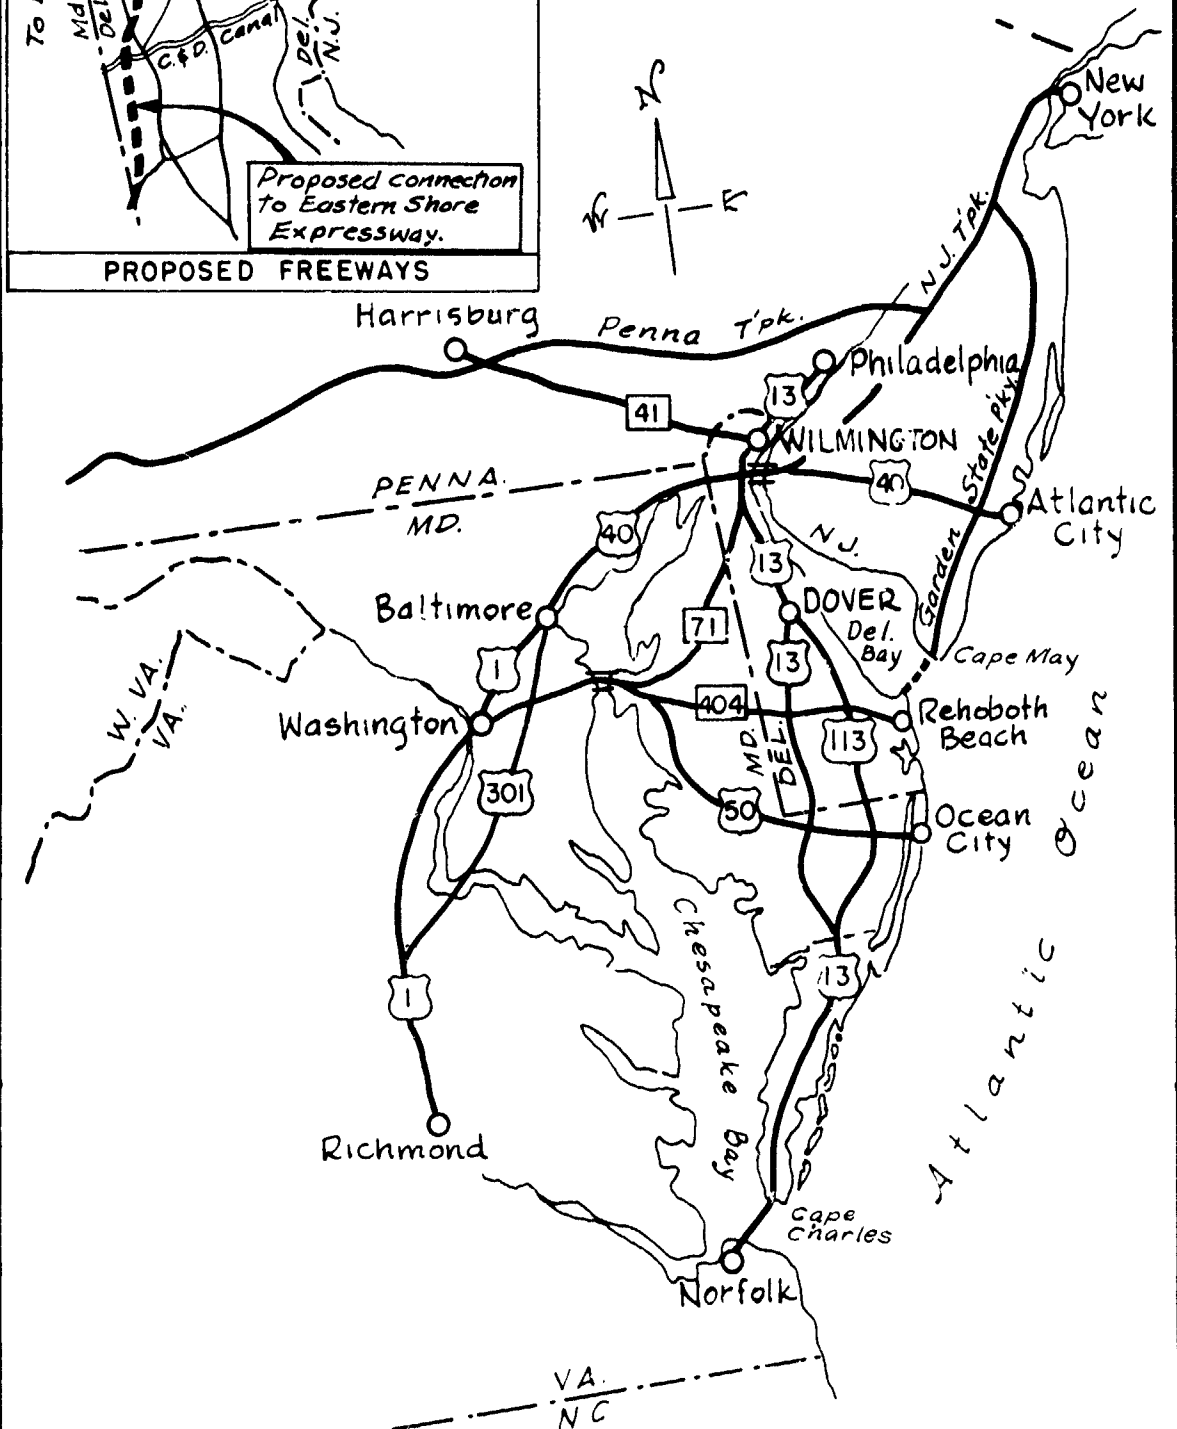 To
Md.
Del.
C.&D. Canal
Del.
N.J.
Proposed connection
to Eastern Shore
Expressway.
PROPOSED FREEWAYS
N
W
E
New
York
N J. T'pk.
Harrisburg
Penna T'pk.
Philadelphia
13
41
WILMINGTON
Garden State P'ky.
PENNA.
MD.
40
40
Atlantic
City
N J.
13
Baltimore
DOVER
71
Del.
Bay
Cape May
1
13
W. VA.
VA.
404
Washington
Rehoboth
Beach
MD.
DEL.
113
301
50
Ocean
City
Atlantic Ocean
Chesapeake Bay
13
1
Richmond
Cape
Charles
Norfolk
VA.
N C